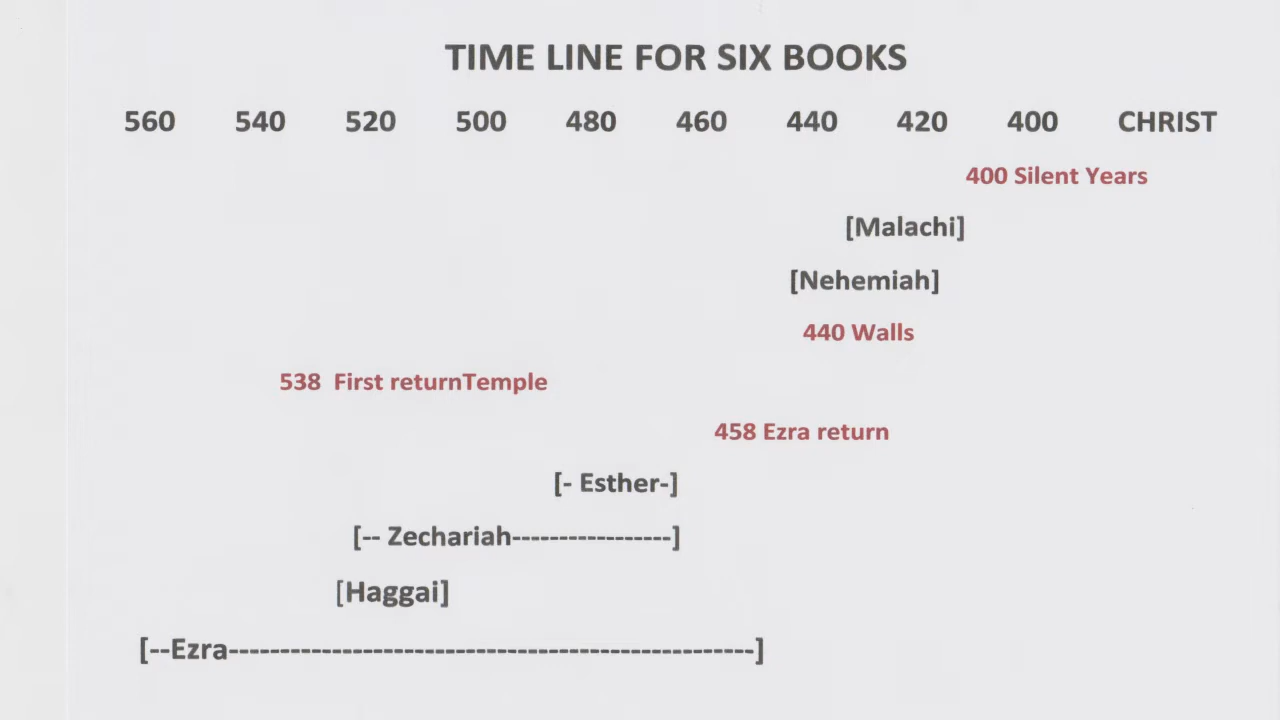 TIME LINE FOR SIX BOOKS
560 540 520 500 480 460 440 420 400 CHRIST
400 Silent Years
[Malachi]
[Nehemiah]
440 Walls
538  First returnTemple
458 Ezra return
[- Esther-]
[-- Zechariah-----------------]
[Haggai]
[--Ezra---------------------------------------------------]